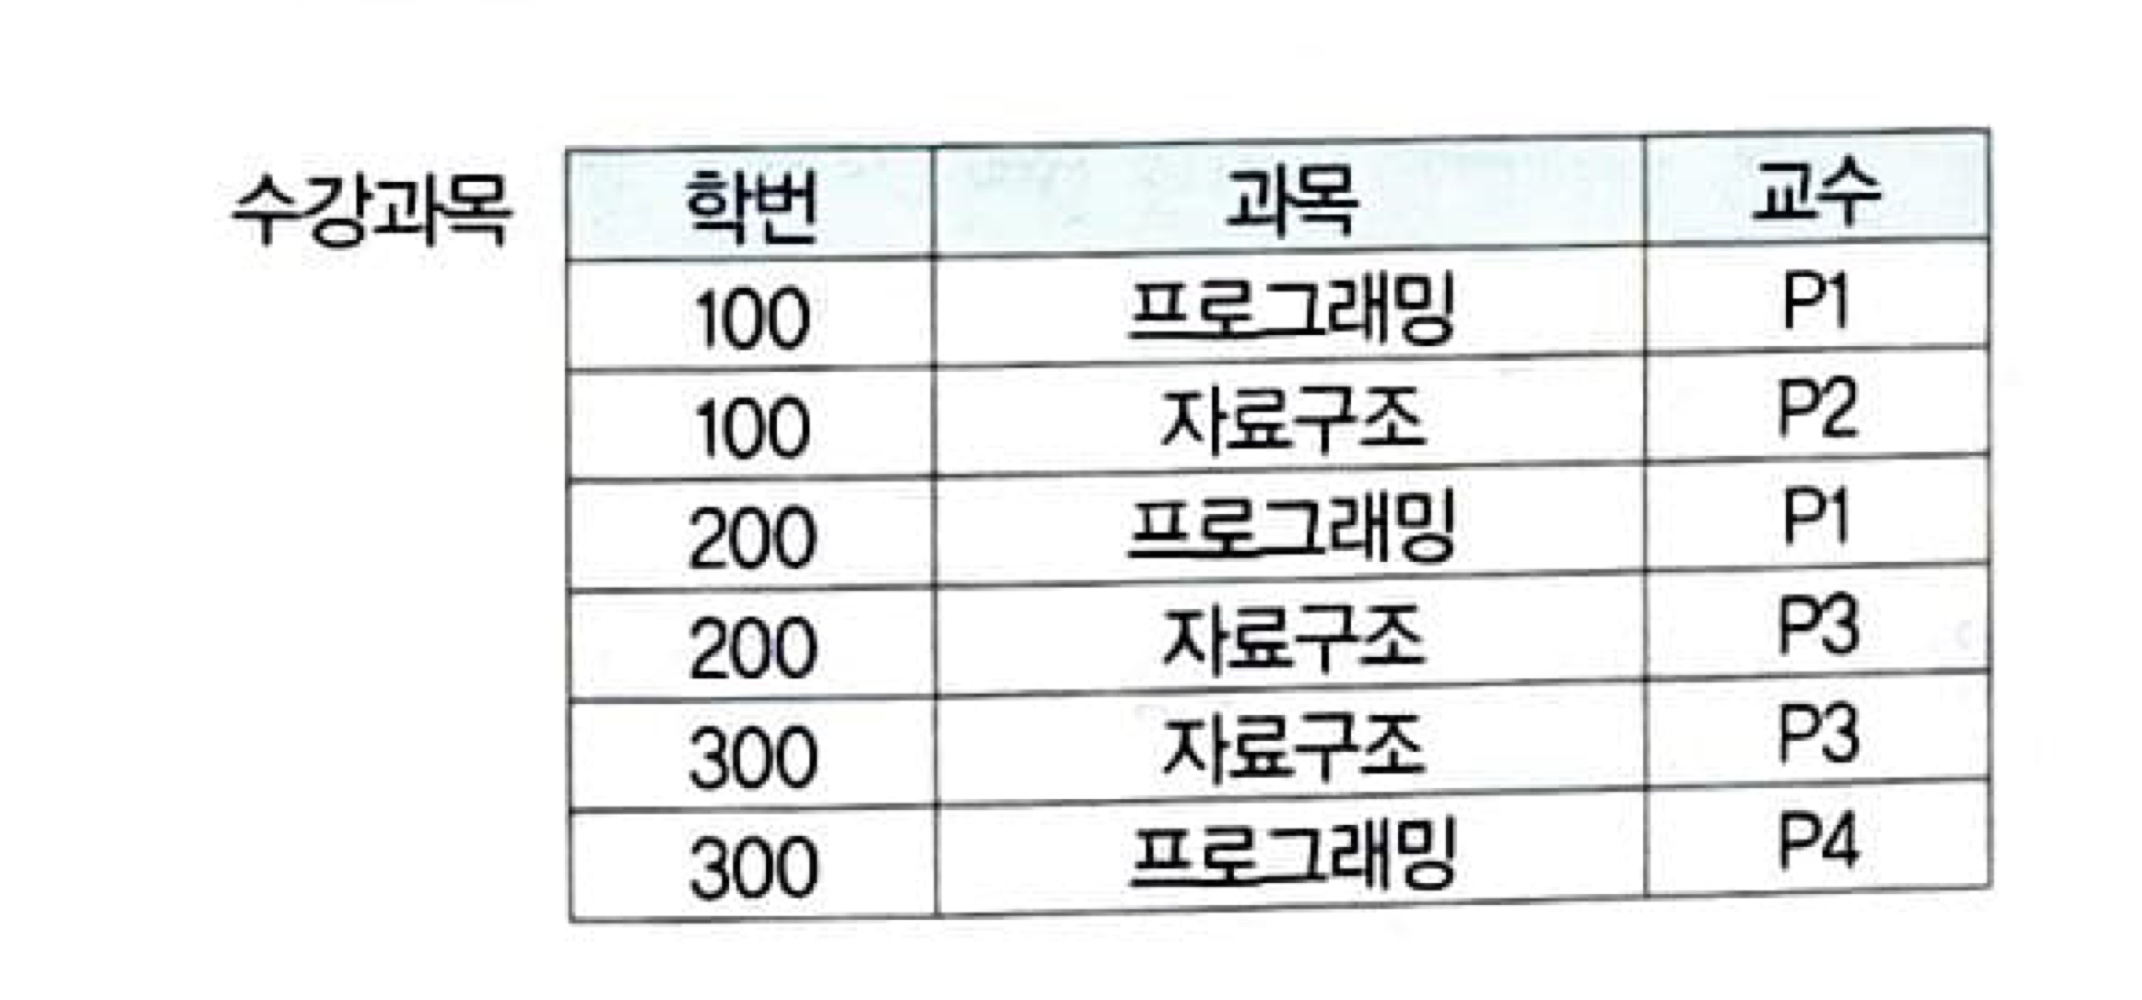 수강과목 학번 과목 교수
100 프로그래밍 P1
100 자료구조 P2
200 프로그래밍 P1
200 자료구조 P3
300 자료구조 P3
300 프로그래밍 P4